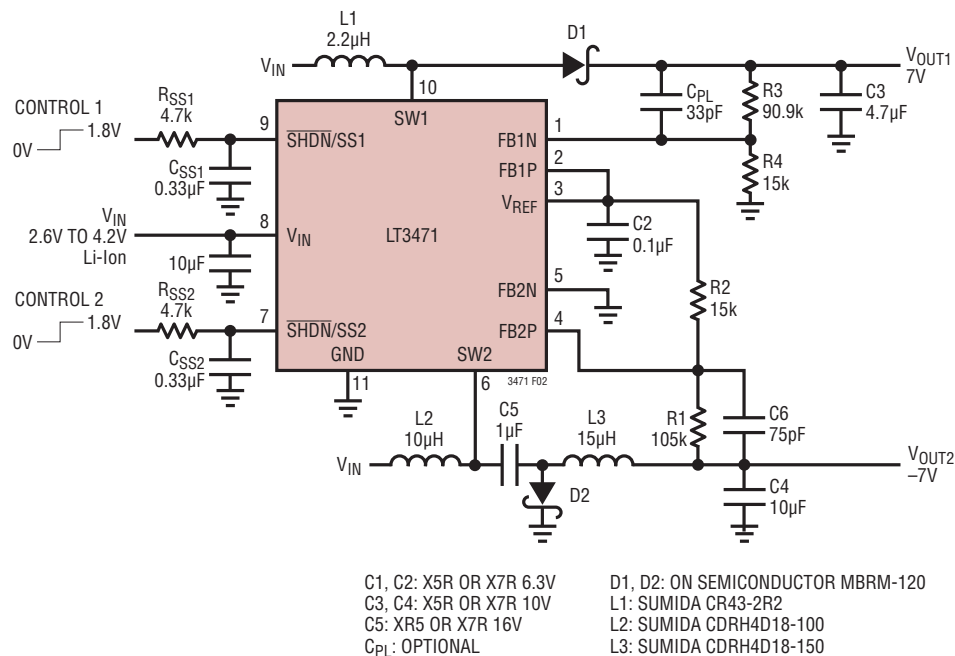 L1
2.2µH
D1
VIN
VOUT1
7V
10
CONTROL 1
RSS1
4.7k
CPL
33pF
R3
90.9k
C3
4.7µF
SW1
1.8V
0V
9
SHDN/SS1
FB1N
1
CSS1
0.33µF
FB1P
2
R4
15k
VREF
3
VIN
2.6V TO 4.2V
Li-Ion
8
VIN
LT3471
C2
0.1µF
10µF
FB2N
5
R2
15k
CONTROL 2
RSS2
4.7k
1.8V
0V
7
SHDN/SS2
FB2P
4
GND
SW2
CSS2
0.33µF
11
6
3471 F02
L2
10µH
C5
1µF
L3
15µH
R1
105k
C6
75pF
VIN
VOUT2
–7V
D2
C4
10µF
C1, C2: X5R OR X7R 6.3V
C3, C4: X5R OR X7R 10V
C5: XR5 OR X7R 16V
CPL: OPTIONAL
D1, D2: ON SEMICONDUCTOR MBRM-120
L1: SUMIDA CR43-2R2
L2: SUMIDA CDRH4D18-100
L3: SUMIDA CDRH4D18-150